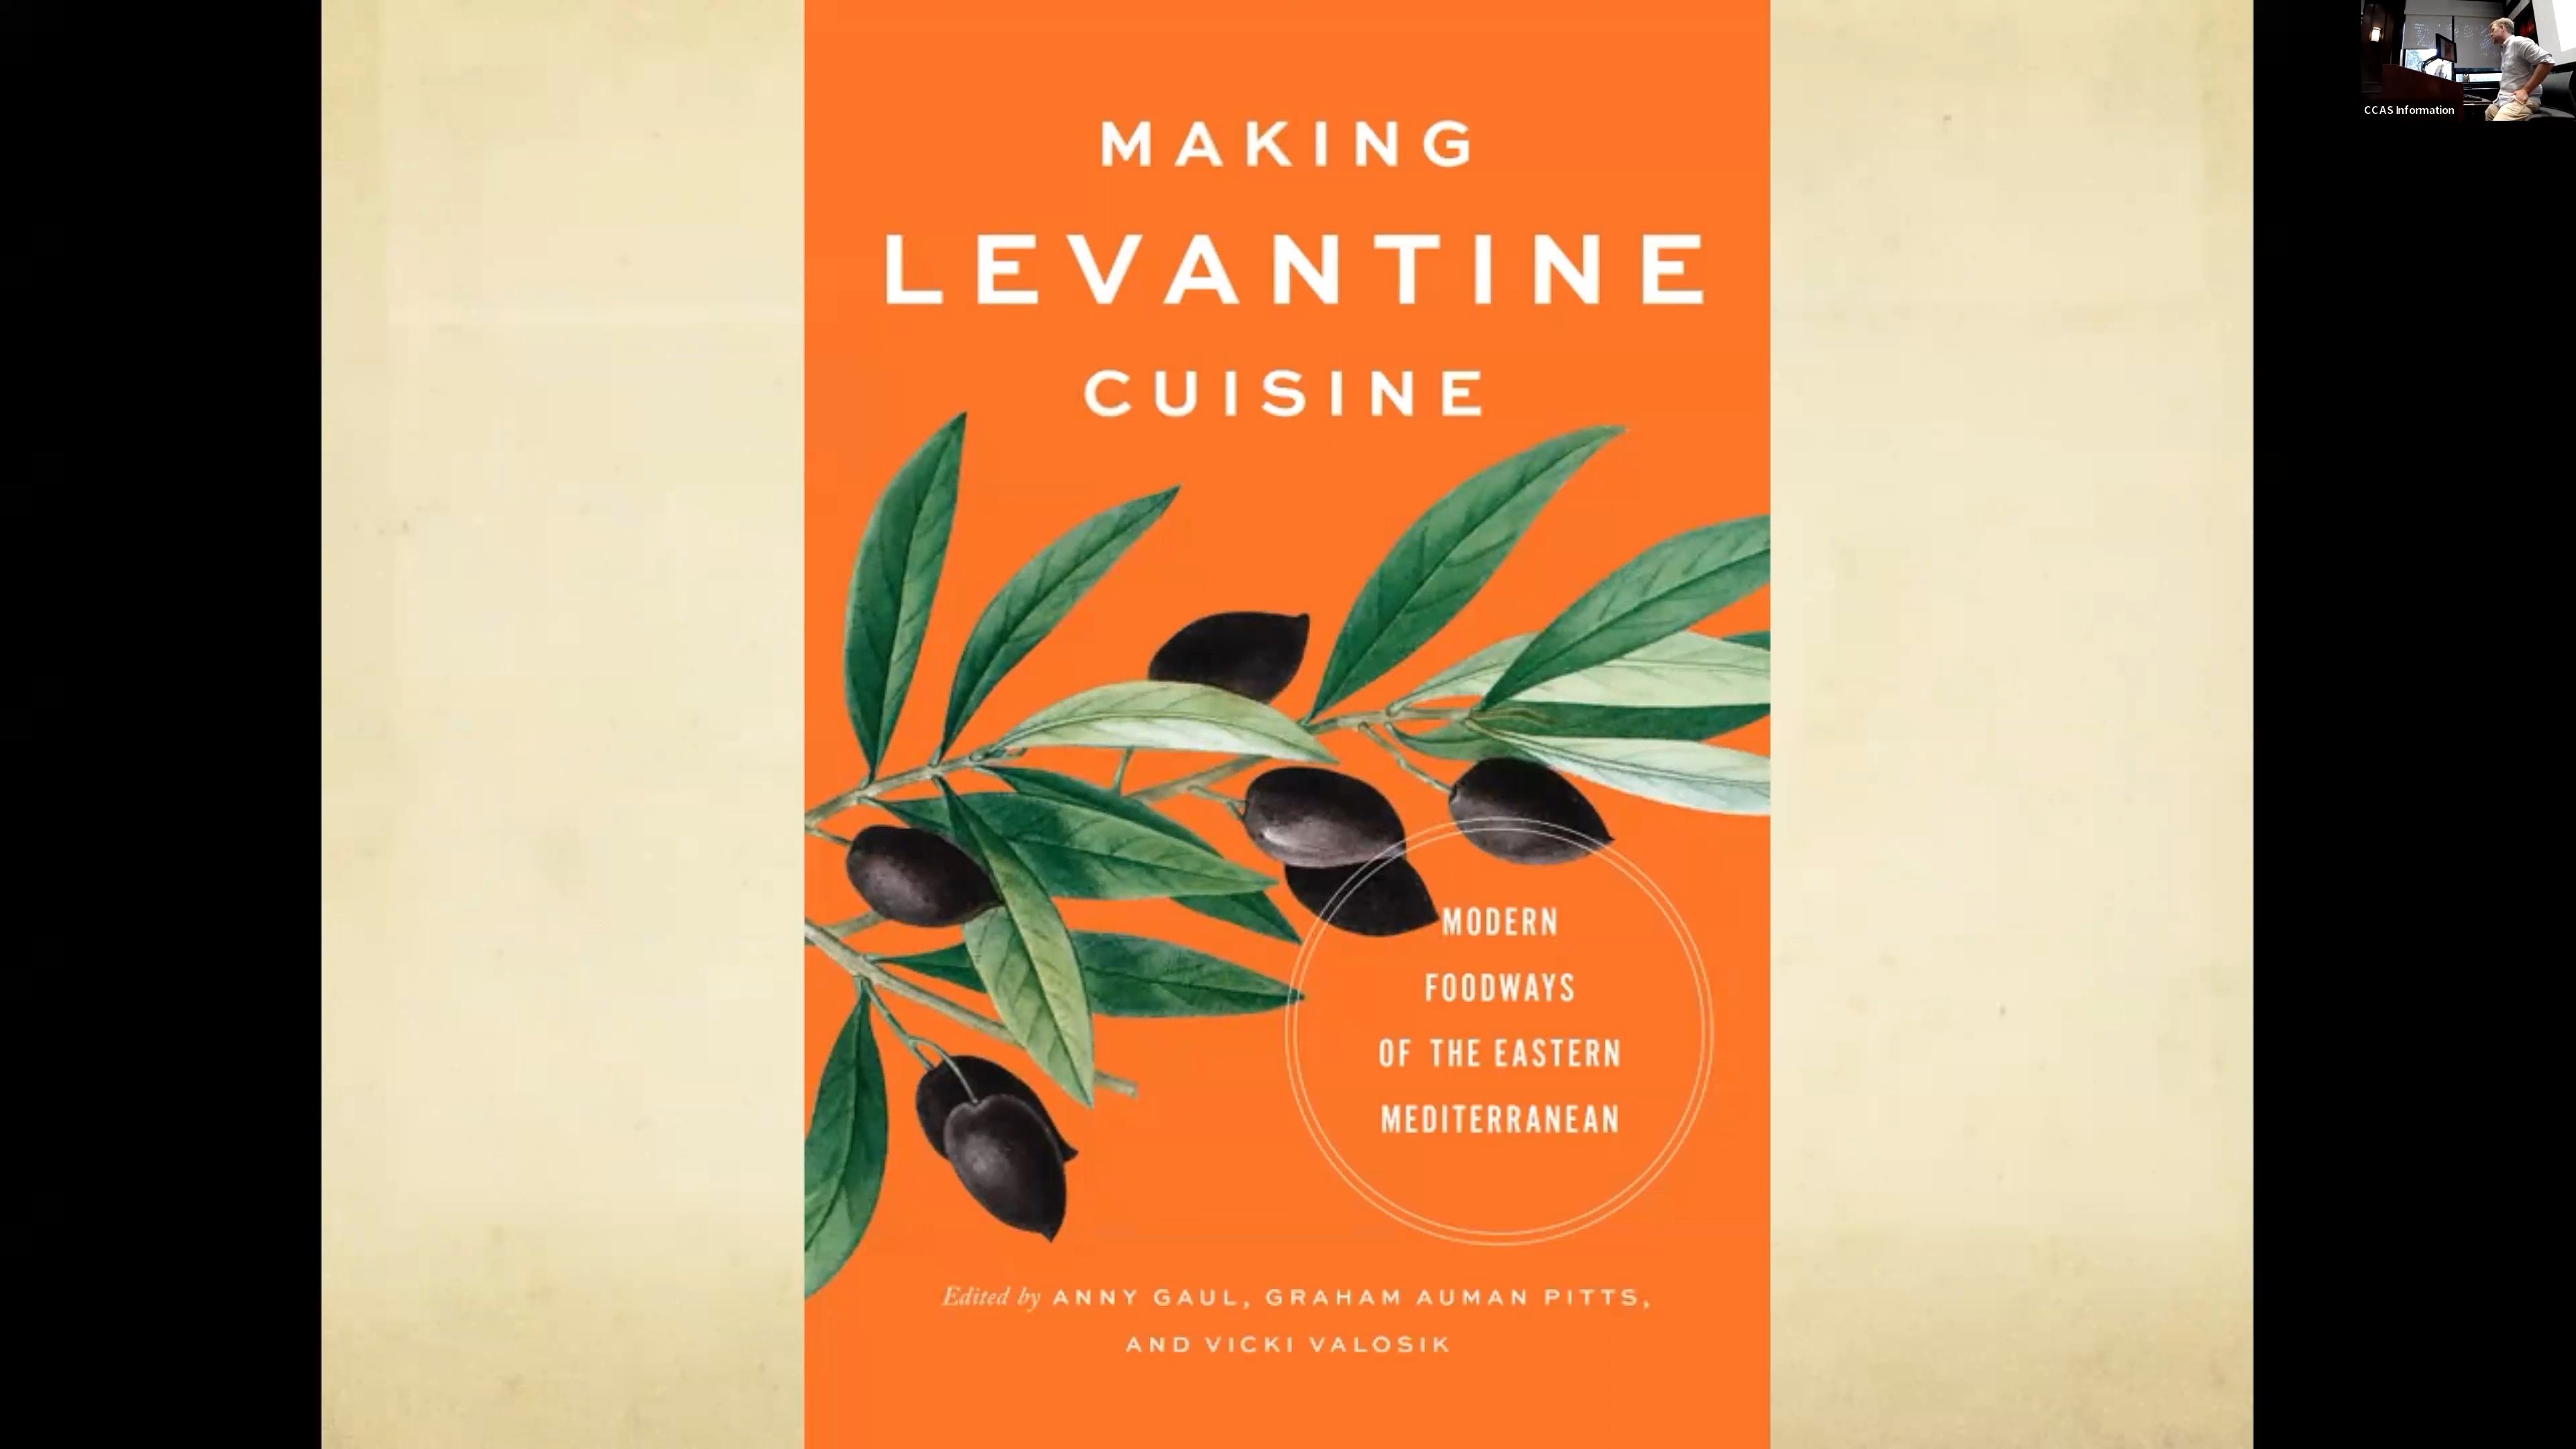 MAKING
LEVANTINE
CUISINE
MODERN
FOODWAYS
OF THE EASTERN
MEDITERRANEAN
Edited by ANNY GAUL, GRAHAM AUMAN PITTS,
AND VICKI VALOSIK
CCAS Information